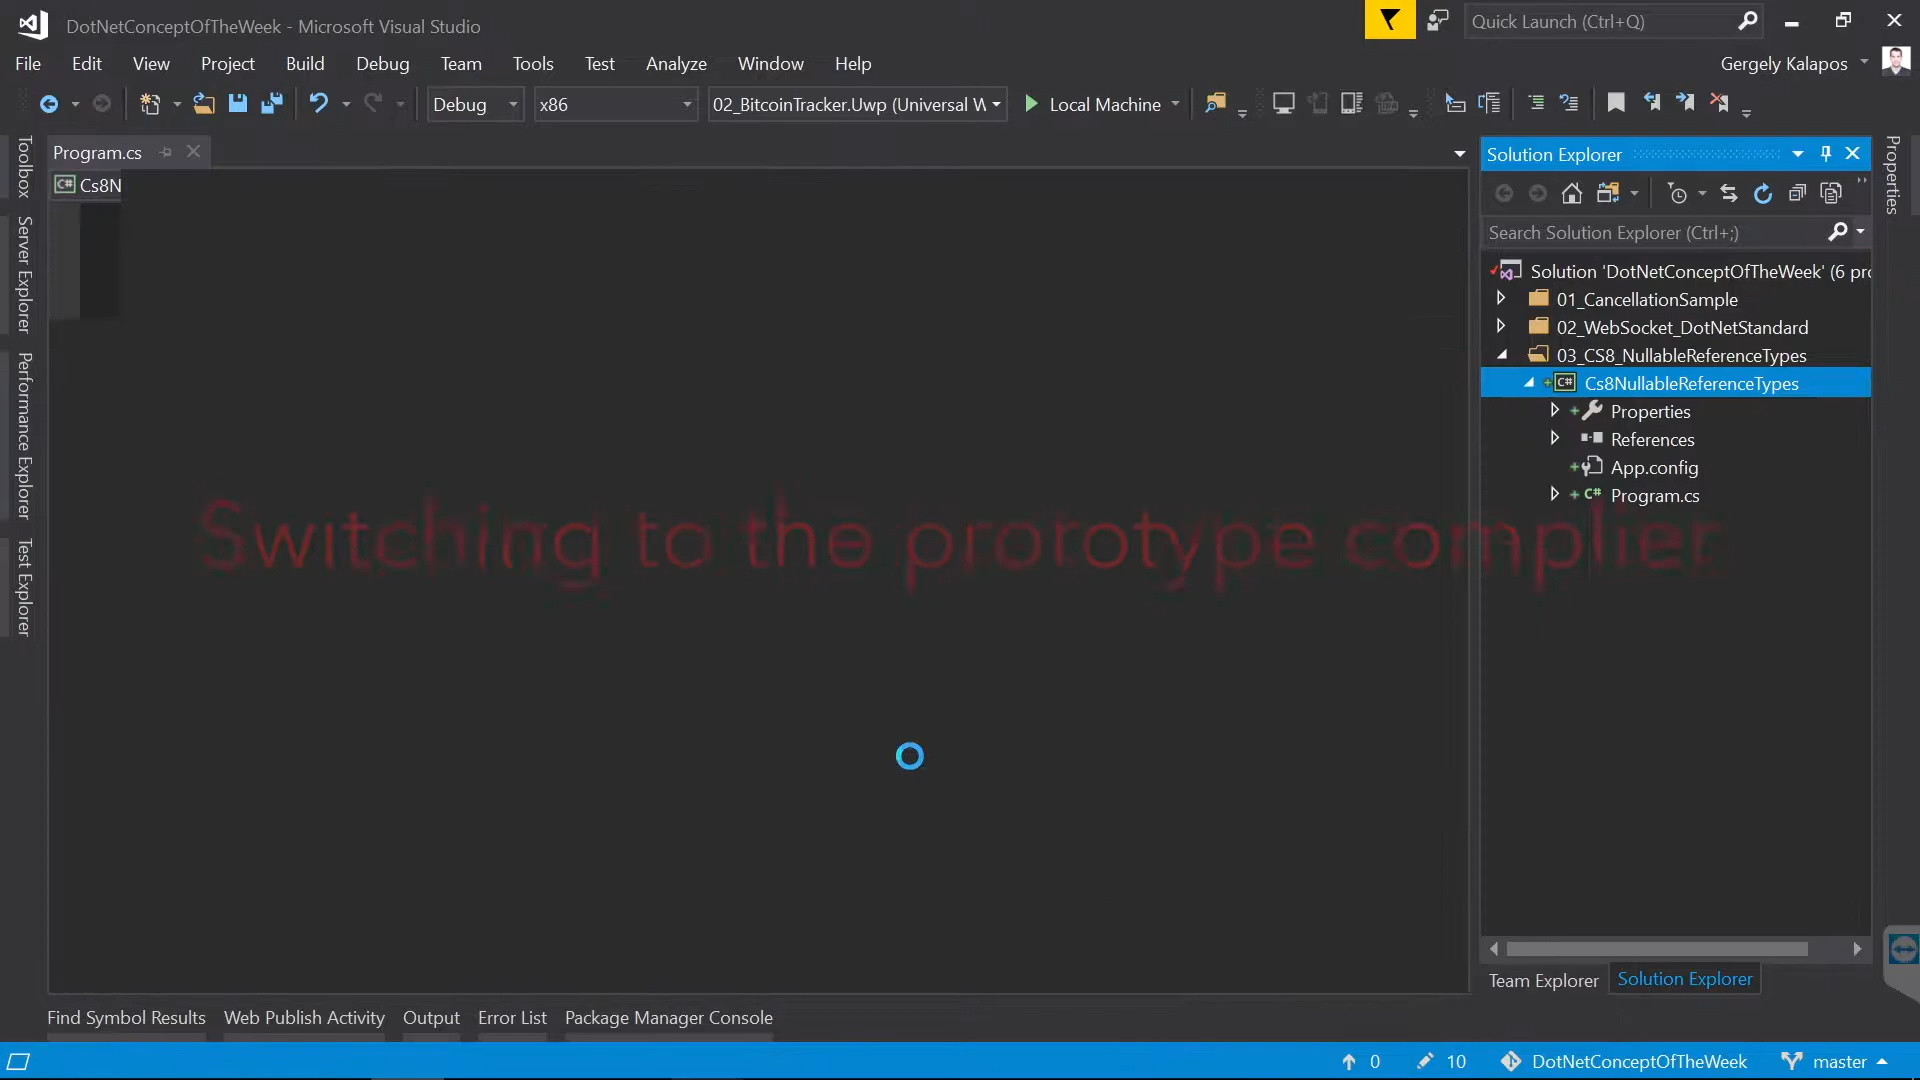 DotNetConceptOfTheWeek - Microsoft Visual Studio
Quick Launch (Ctrl+Q)
File Edit View Project Build Debug Team Tools Test Analyze Window Help
Gergely Kalapos
Debug x86 02_BitcoinTracker.Uwp (Universal W Local Machine
Toolbox
Server Explorer
Performance Explorer
Test Explorer
Program.cs
C# Cs8N
Switching to the prorotype complier
Solution Explorer
Search Solution Explorer (Ctrl+;)
Solution 'DotNetConceptOfTheWeek' (6 pro
01_CancellationSample
02_WebSocket_DotNetStandard
03_CS8_NullableReferenceTypes
C# Cs8NullableReferenceTypes
Properties
References
App.config
C# Program.cs
Team Explorer Solution Explorer
Properties
Find Symbol Results Web Publish Activity Output Error List Package Manager Console
0 10 DotNetConceptOfTheWeek master